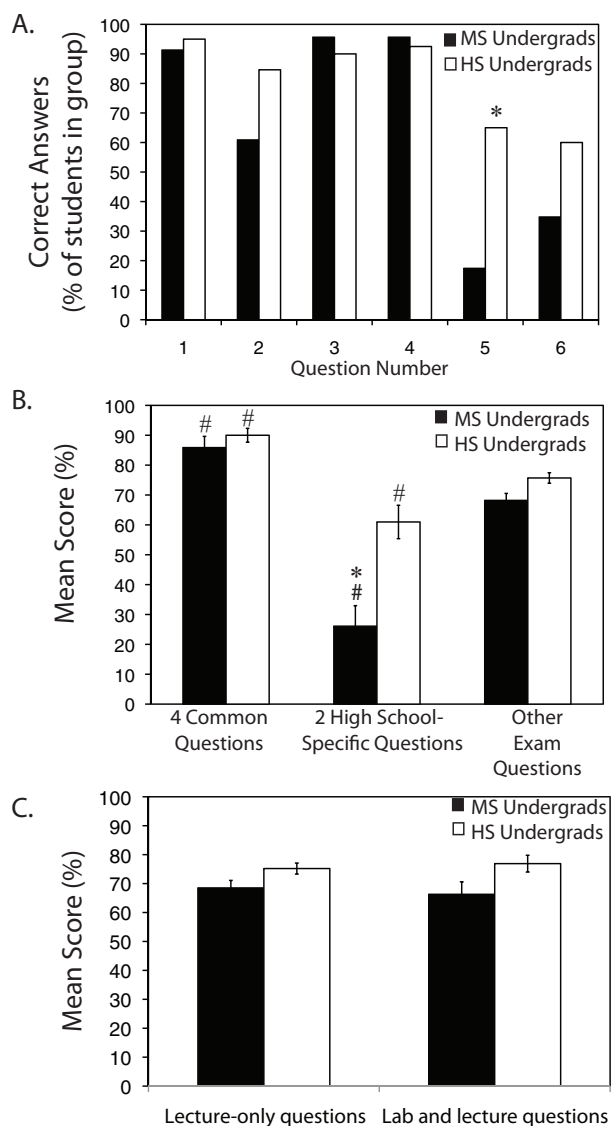 A.
Correct Answers
(% of students in group)
100
90
80
70
60
50
40
30
20
10
0
MS Undergrads
HS Undergrads
*
1 2 3 4 5 6
Question Number
B.
Mean Score (%)
100
90
80
70
60
50
40
30
20
10
0
MS Undergrads
HS Undergrads
# #
#
*
#
4 Common
Questions
2 High School-
Specific Questions
Other
Exam
Questions
C.
Mean Score (%)
100
90
80
70
60
50
40
30
20
10
0
MS Undergrads
HS Undergrads
Lecture-only questions
Lab and lecture questions